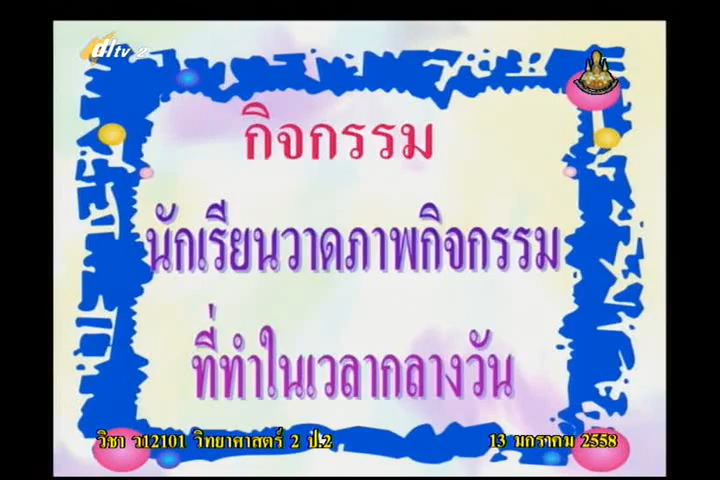 dltv 2
กิจกรรม
นักเรียนวาดภาพกิจกรรม
ที่ทำในเวลากลางวัน
วิชา ว12101 วิทยาศาสตร์ 2 ป.2
13 มกราคม 2558